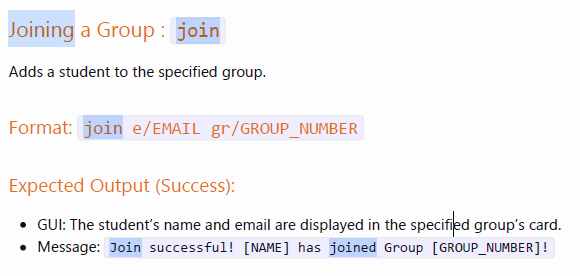 Joining a Group : join
Adds a student to the specified group.
Format: join e/EMAIL gr/GROUP_NUMBER
Expected Output (Success):
• GUI: The student’s name and email are displayed in the specified group’s card.
• Message: Join successful! [NAME] has joined Group [GROUP_NUMBER]!